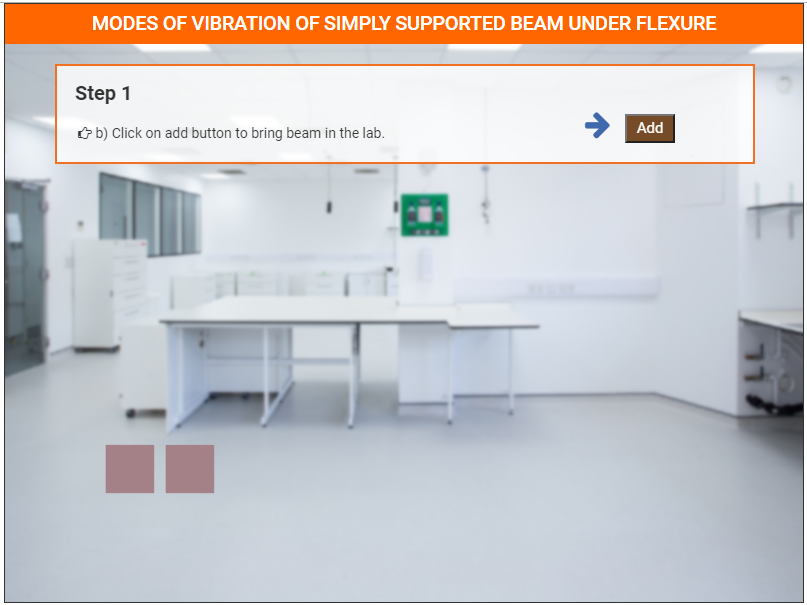 MODES OF VIBRATION OF SIMPLY SUPPORTED BEAM UNDER FLEXURE
Step 1
b) Click on add button to bring beam in the lab.
Add